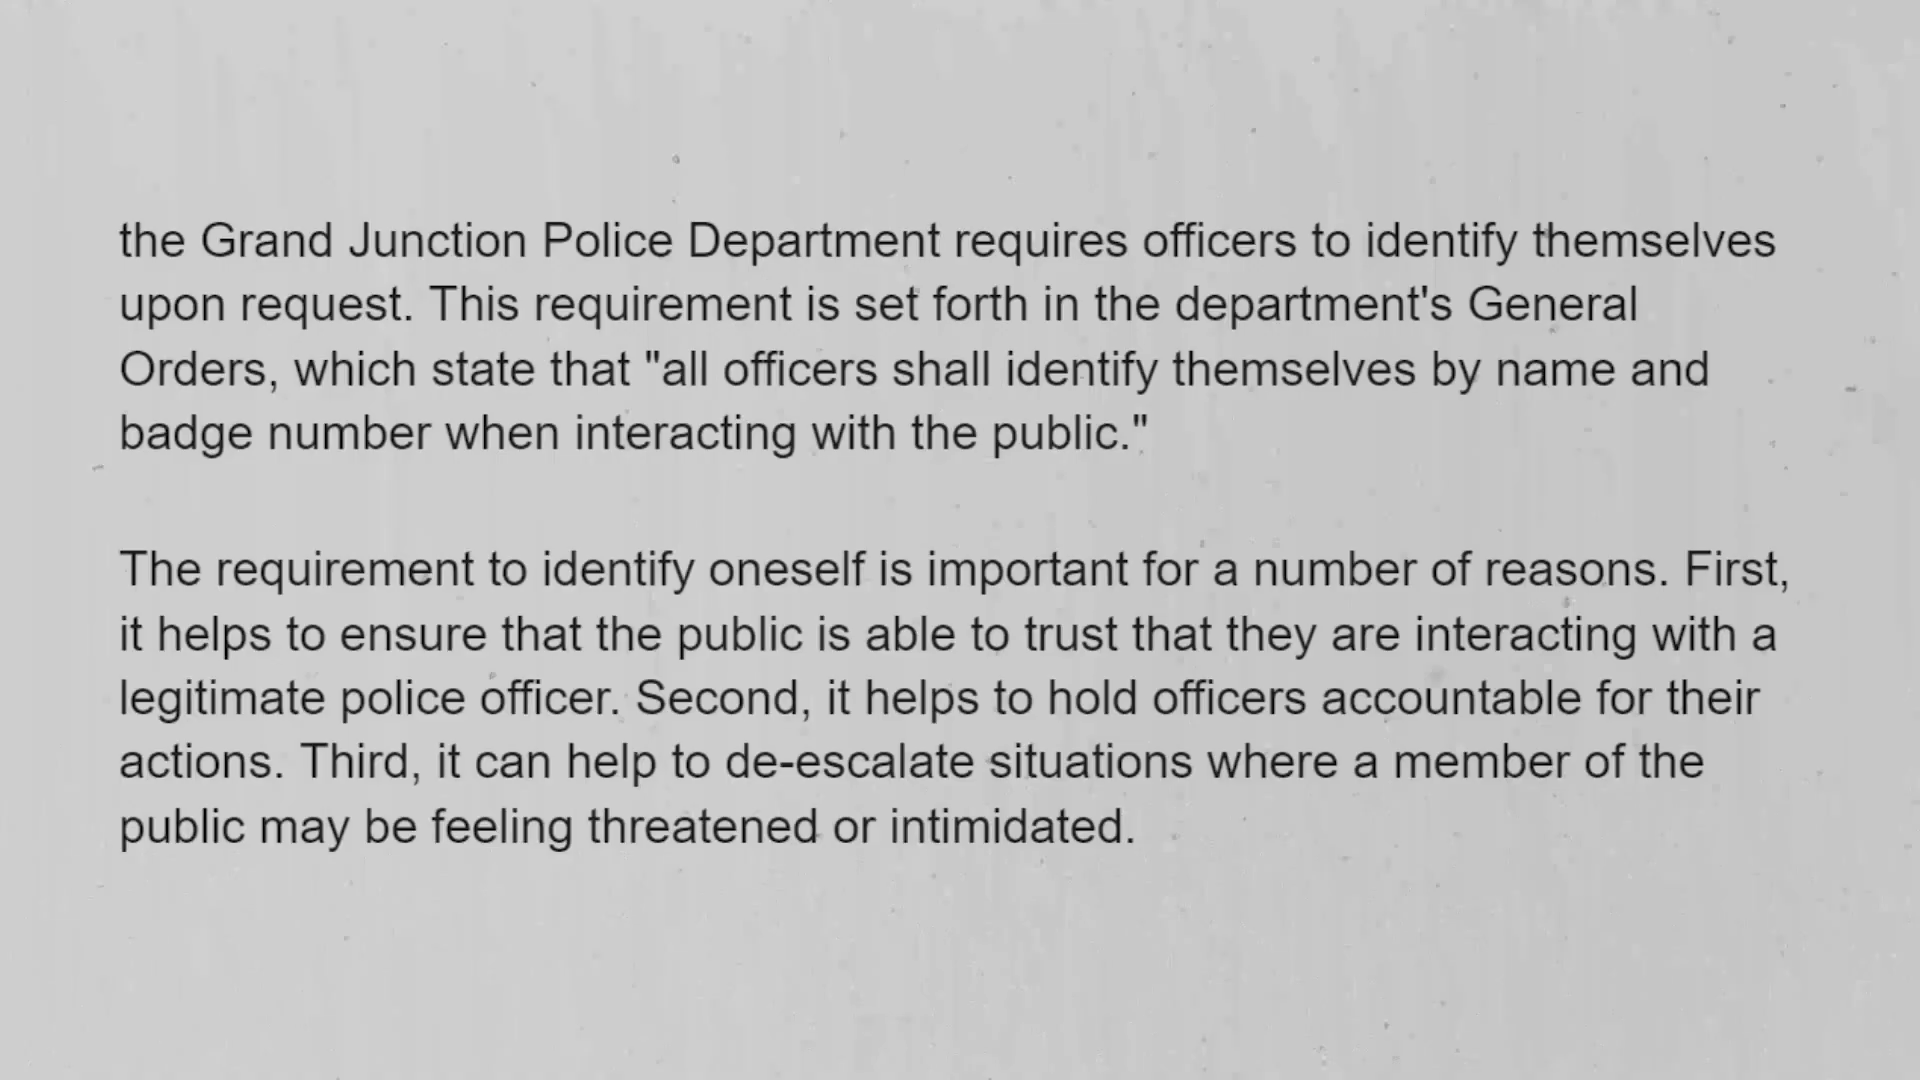 the Grand Junction Police Department requires officers to identify themselves
upon request. This requirement is set forth in the department's General
Orders, which state that "all officers shall identify themselves by name and
badge number when interacting with the public."
The requirement to identify oneself is important for a number of reasons. First,
it helps to ensure that the public is able to trust that they are interacting with a
legitimate police officer. Second, it helps to hold officers accountable for their
actions. Third, it can help to de-escalate situations where a member of the
public may be feeling threatened or intimidated.